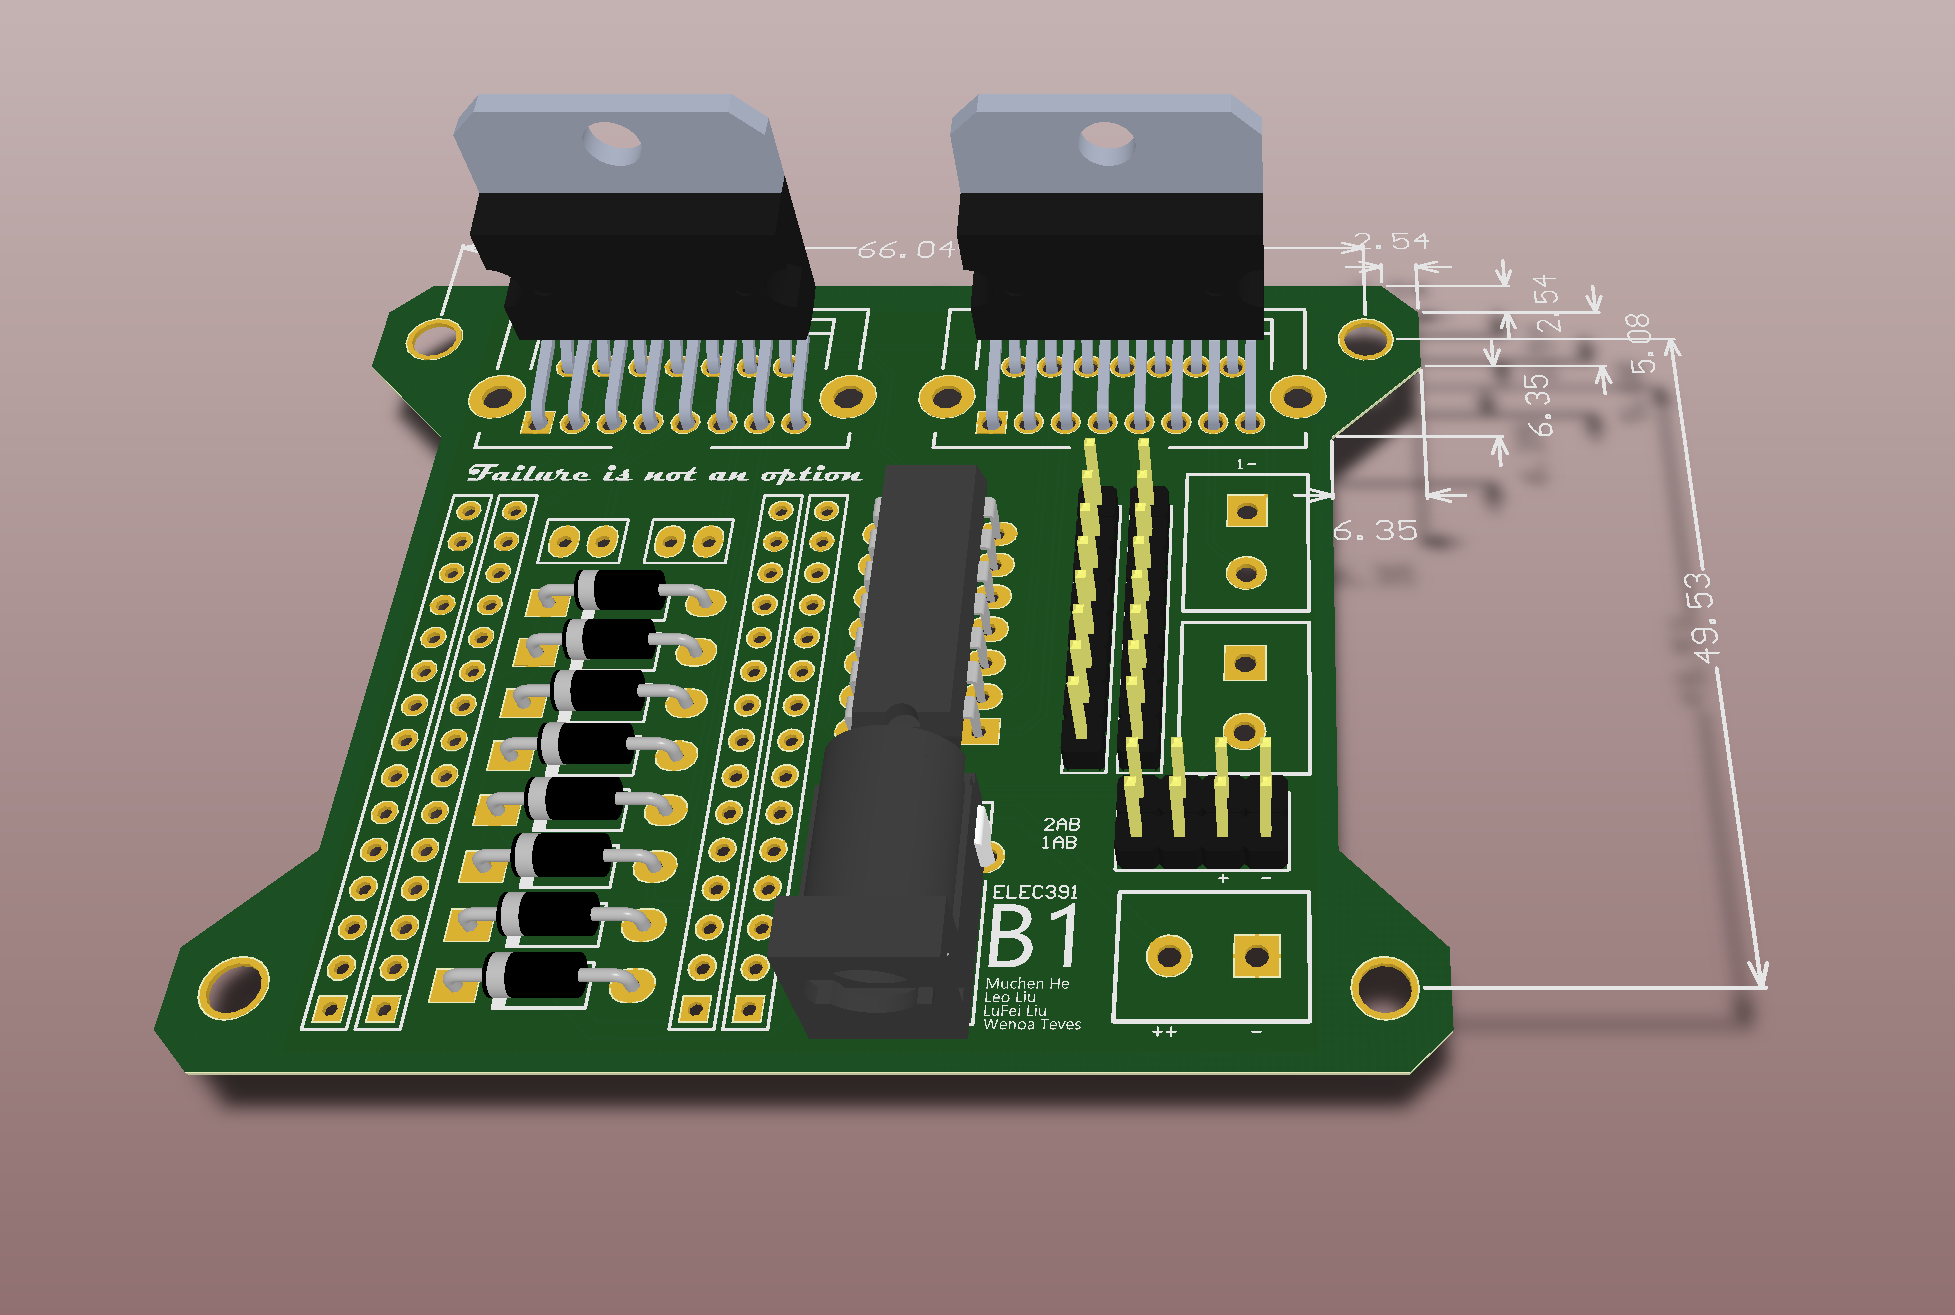 66.04
2.54
2.54
5.08
6.35
6.35
49.53
Failure is not an option
1-
2AB
1AB
+ -
ELEC391
B1
Muchen He
Leo Liu
LuFei Liu
Wenoa Teves
++ -